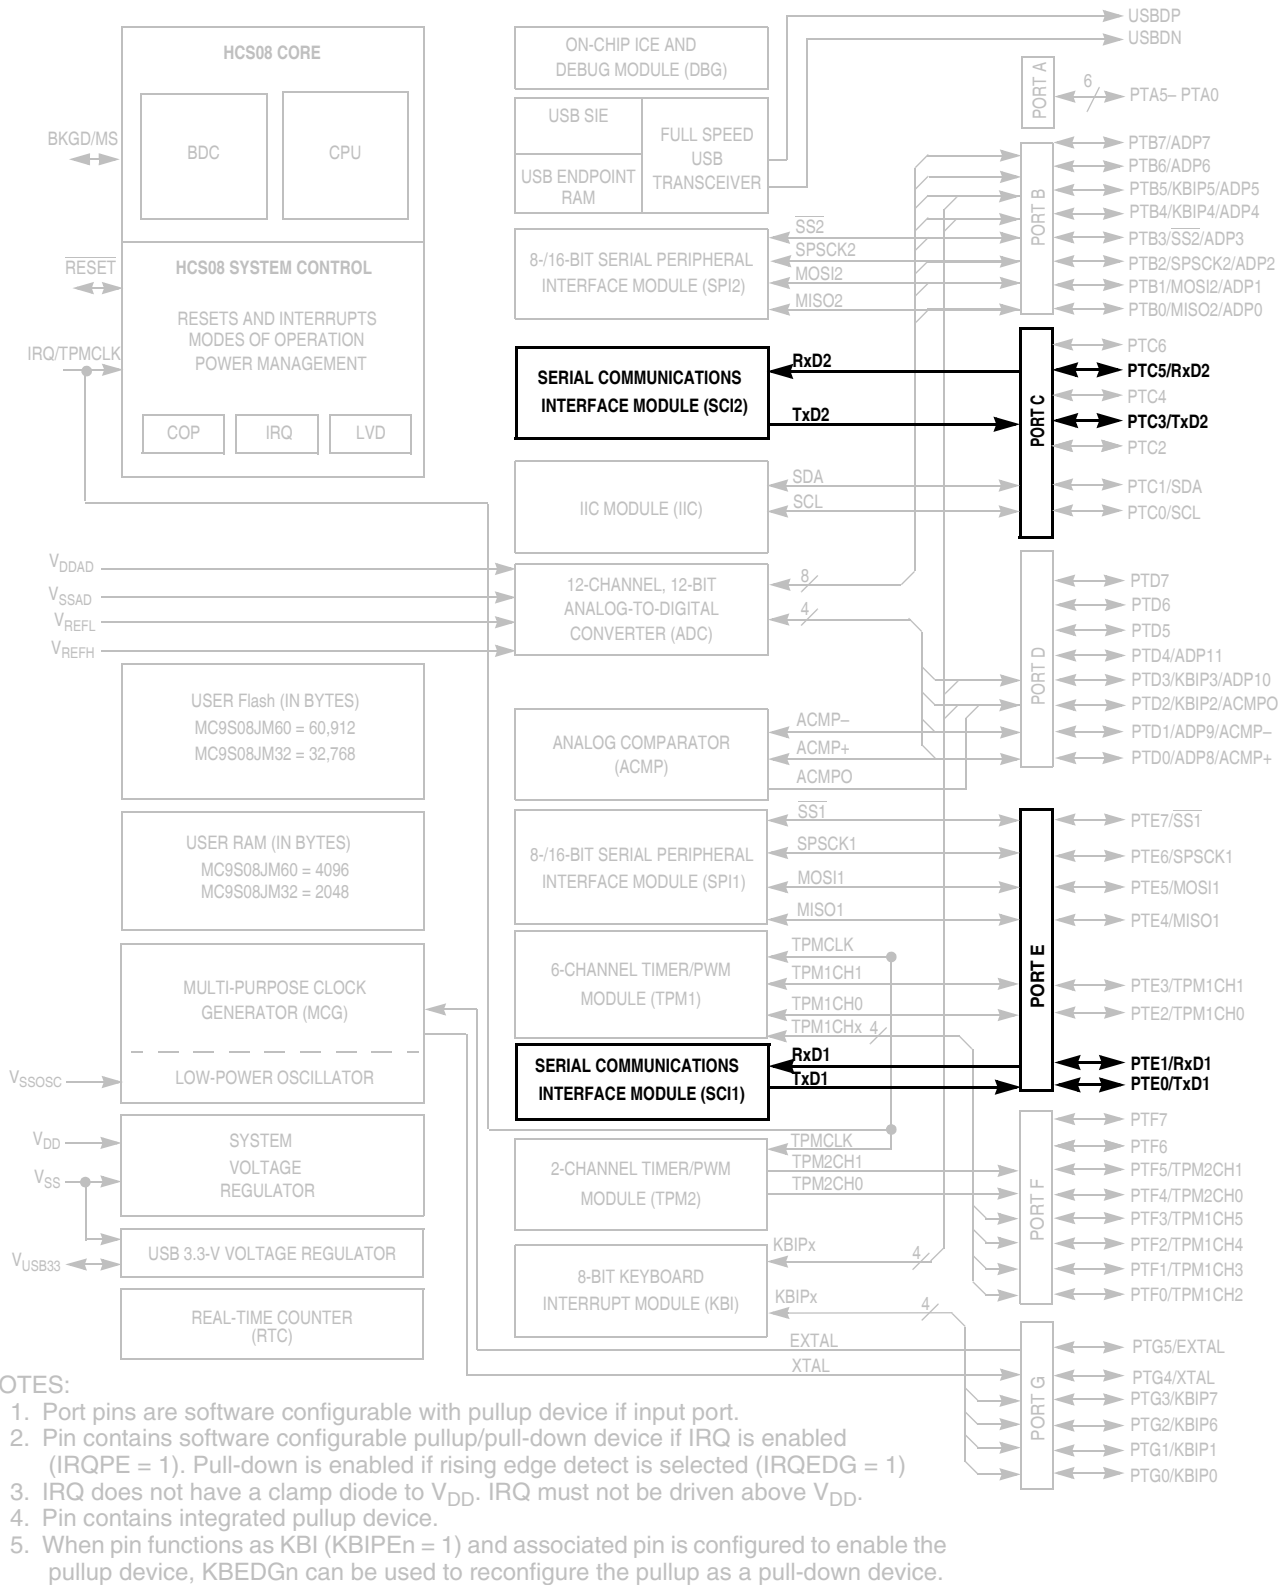 HCS08 CORE
BDC
CPU
BKGD/MS
RESET
HCS08 SYSTEM CONTROL
RESETS AND INTERRUPTS
MODES OF OPERATION
POWER MANAGEMENT
IRQ/TPMCLK
COP
IRQ
LVD
VDDAD
VSSAD
VREFL
VREFH
USER Flash (IN BYTES)
MC9S08JM60 = 60,912
MC9S08JM32 = 32,768
USER RAM (IN BYTES)
MC9S08JM60 = 4096
MC9S08JM32 = 2048
MULTI-PURPOSE CLOCK
GENERATOR (MCG)
LOW-POWER OSCILLATOR
VSSOSC
VDD
VSS
SYSTEM
VOLTAGE
REGULATOR
VUSB33
USB 3.3-V VOLTAGE REGULATOR
REAL-TIME COUNTER
(RTC)
ON-CHIP ICE AND
DEBUG MODULE (DBG)
USB SIE
USB ENDPOINT
RAM
FULL SPEED
USB
TRANSCEIVER
8-/16-BIT SERIAL PERIPHERAL
INTERFACE MODULE (SPI2)
SS2
SPSCK2
MOSI2
MISO2
SERIAL COMMUNICATIONS
INTERFACE MODULE (SCI2)
RxD2
TxD2
IIC MODULE (IIC)
SDA
SCL
12-CHANNEL, 12-BIT
ANALOG-TO-DIGITAL
CONVERTER (ADC)
8
4
ANALOG COMPARATOR
(ACMP)
ACMP–
ACMP+
ACMPO
8-/16-BIT SERIAL PERIPHERAL
INTERFACE MODULE (SPI1)
SS1
SPSCK1
MOSI1
MISO1
6-CHANNEL TIMER/PWM
MODULE (TPM1)
TPMCLK
TPM1CH1
TPM1CH0
TPM1CHx 4
SERIAL COMMUNICATIONS
INTERFACE MODULE (SCI1)
RxD1
TxD1
2-CHANNEL TIMER/PWM
MODULE (TPM2)
TPMCLK
TPM2CH1
TPM2CH0
8-BIT KEYBOARD
INTERRUPT MODULE (KBI)
KBIPx
4
KBIPx
4
EXTAL
XTAL
USBDP
USBDN
PORT A
6
PTA5– PTA0
PORT B
PTB7/ADP7
PTB6/ADP6
PTB5/KBIP5/ADP5
PTB4/KBIP4/ADP4
PTB3/SS2/ADP3
PTB2/SPSCK2/ADP2
PTB1/MOSI2/ADP1
PTB0/MISO2/ADP0
PORT C
PTC6
PTC5/RxD2
PTC4
PTC3/TxD2
PTC2
PTC1/SDA
PTC0/SCL
PORT D
PTD7
PTD6
PTD5
PTD4/ADP11
PTD3/KBIP3/ADP10
PTD2/KBIP2/ACMPO
PTD1/ADP9/ACMP–
PTD0/ADP8/ACMP+
PORT E
PTE7/SS1
PTE6/SPSCK1
PTE5/MOSI1
PTE4/MISO1
PTE3/TPM1CH1
PTE2/TPM1CH0
PTE1/RxD1
PTE0/TxD1
PORT F
PTF7
PTF6
PTF5/TPM2CH1
PTF4/TPM2CH0
PTF3/TPM1CH5
PTF2/TPM1CH4
PTF1/TPM1CH3
PTF0/TPM1CH2
PORT G
PTG5/EXTAL
PTG4/XTAL
PTG3/KBIP7
PTG2/KBIP6
PTG1/KBIP1
PTG0/KBIP0
OTES:
1. Port pins are software configurable with pullup device if input port.
2. Pin contains software configurable pullup/pull-down device if IRQ is enabled
(IRQPE = 1). Pull-down is enabled if rising edge detect is selected (IRQEDG = 1)
3. IRQ does not have a clamp diode to VDD. IRQ must not be driven above VDD.
4. Pin contains integrated pullup device.
5. When pin functions as KBI (KBIPEn = 1) and associated pin is configured to enable the
pullup device, KBEDGn can be used to reconfigure the pullup as a pull-down device.